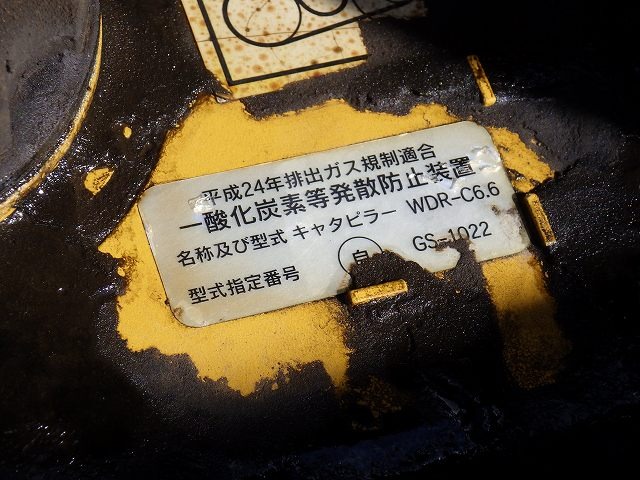 平成24年排出ガス規制適合
一酸化炭素等発散防止装置
名称及び型式 キャタピラー WDR-C6.6
型式指定番号 自 GS-1022